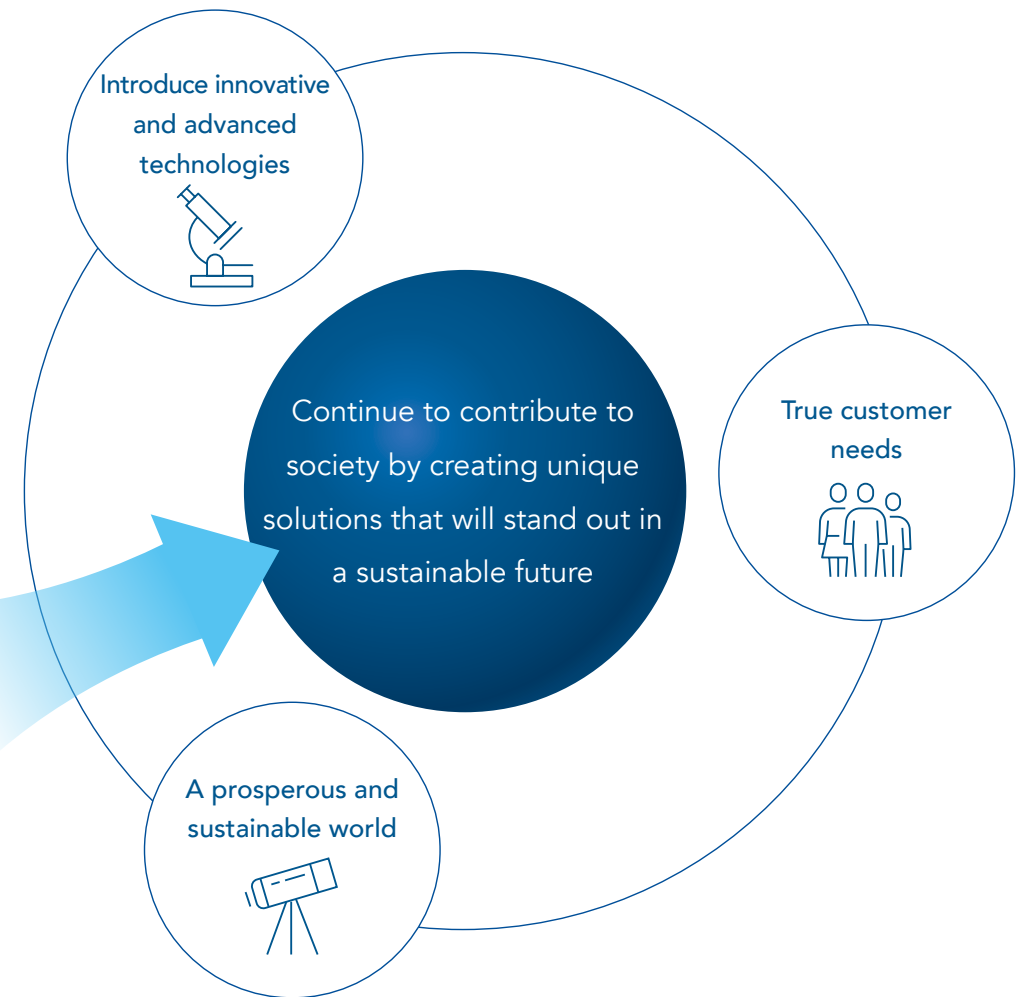 Introduce innovative
and advanced
technologies
Continue to contribute to
society by creating unique
solutions that will stand out in
a sustainable future
True customer
needs
A prosperous and
sustainable world